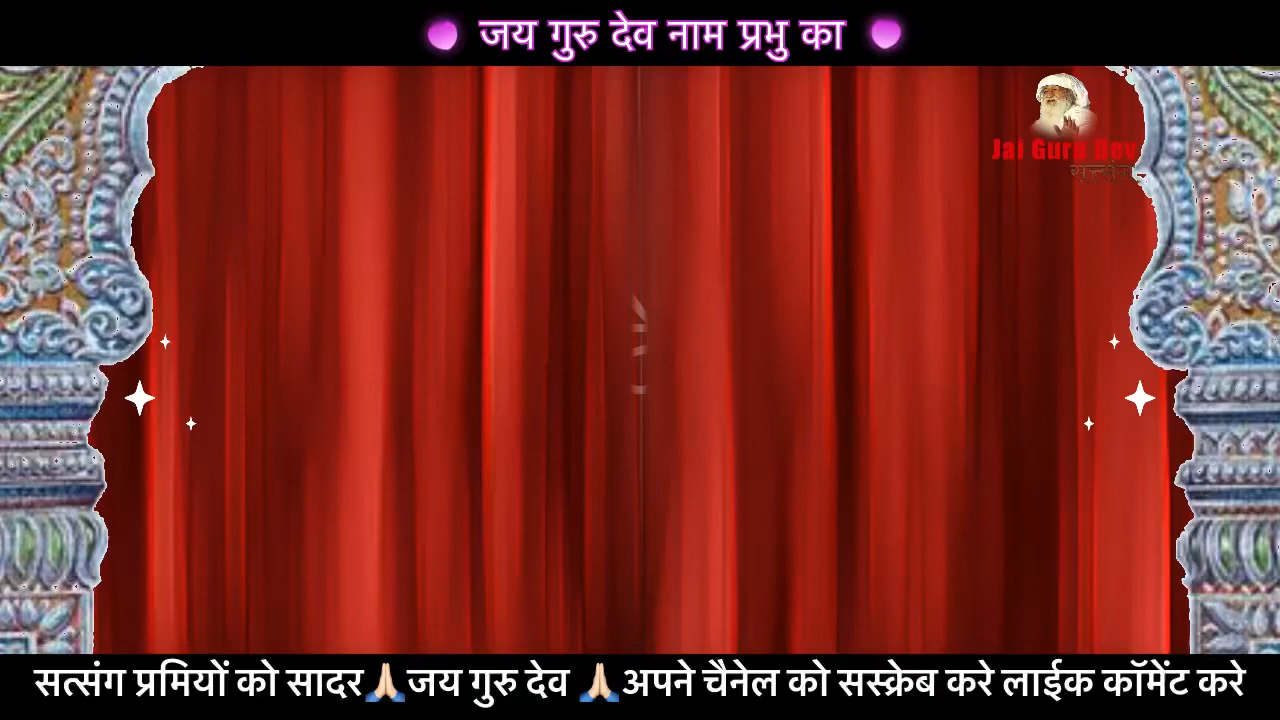 जय गुरु देव नाम प्रभु का
Jai Guru Dev
सत्संग प्रमियों को सादर🙏🏻जय गुरु देव 🙏🏻अपने चैनेल को सस्क्रेब करे लाईक कॉमेंट करे